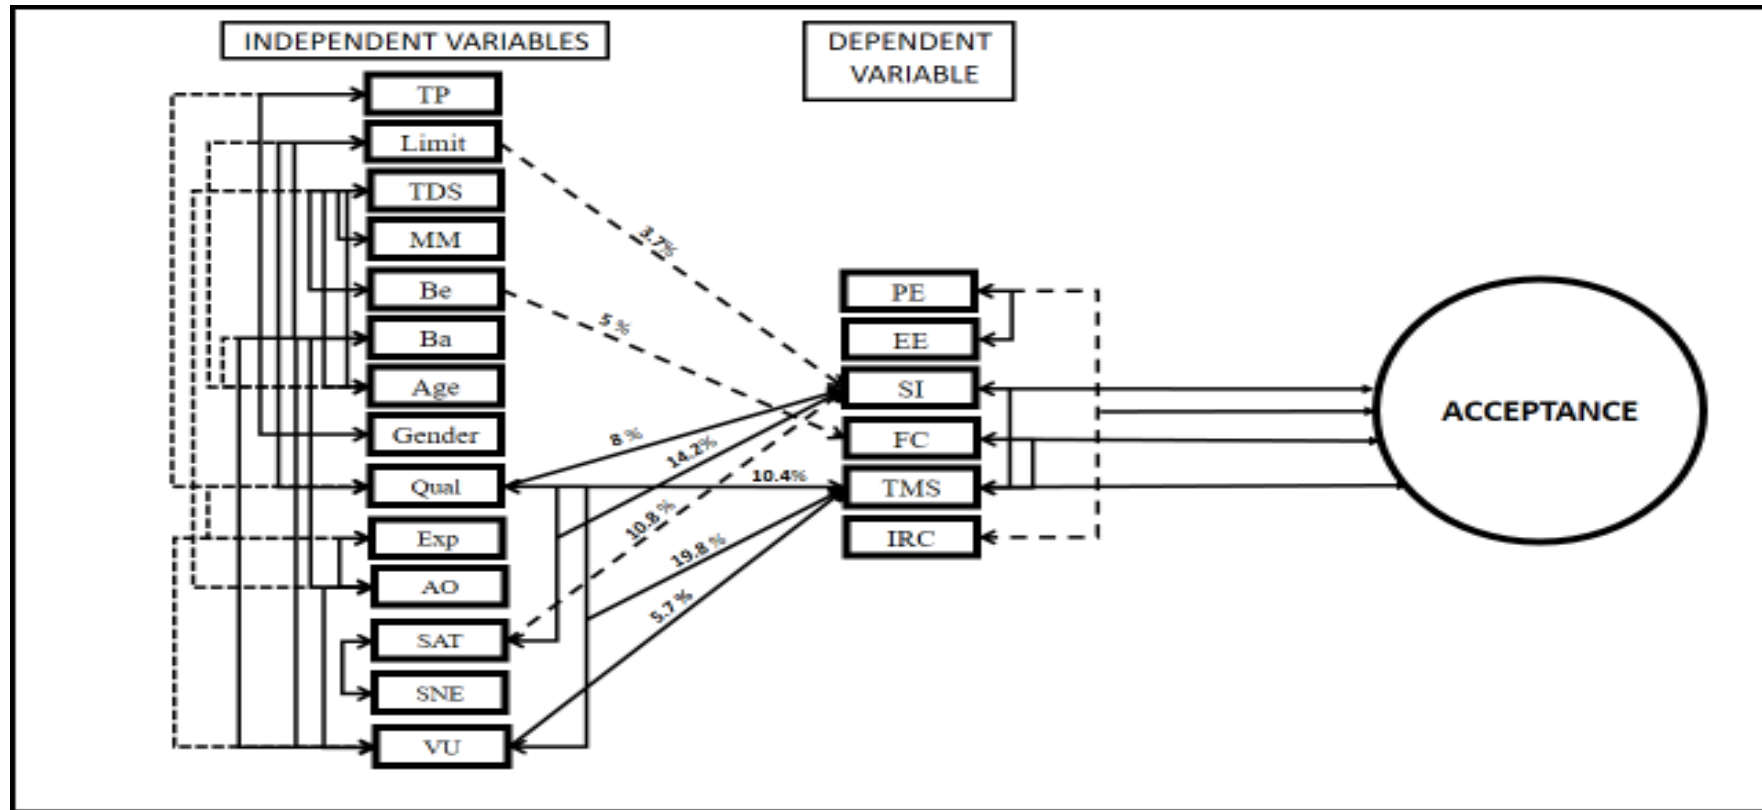 INDEPENDENT VARIABLES
DEPENDENT
VARIABLE
TP
Limit
TDS
MM
Be
Ba
Age
Gender
Qual
Exp
AO
SAT
SNE
VU
3.7%
5 %
8 %
14.2%
10.4%
10.8 %
19.8 %
5.7 %
PE
EE
SI
FC
TMS
IRC
ACCEPTANCE